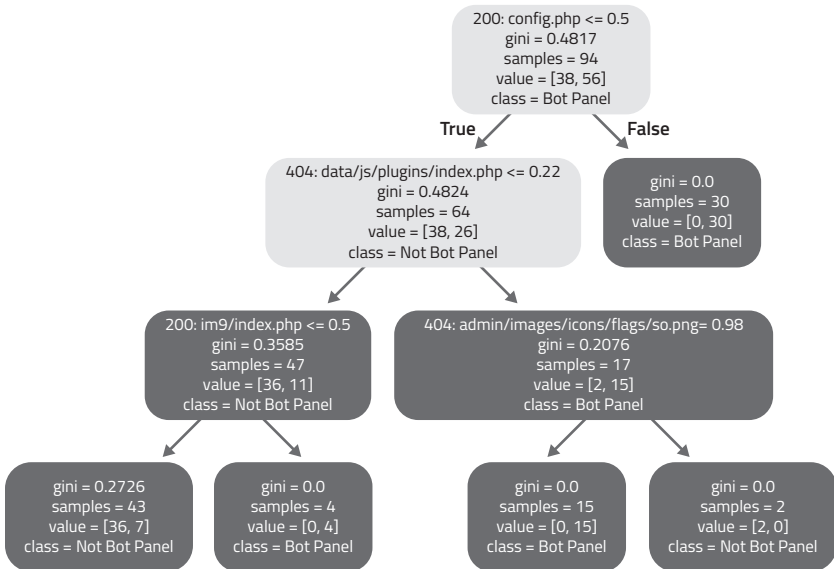 200: config.php <= 0.5
gini = 0.4817
samples = 94
value = [38, 56]
class = Bot Panel
True
False
404: data/js/plugins/index.php <= 0.22
gini = 0.4824
samples = 64
value = [38, 26]
class = Not Bot Panel
gini = 0.0
samples = 30
value = [0, 30]
class = Bot Panel
200: im9/index.php <= 0.5
gini = 0.3585
samples = 47
value = [36, 11]
class = Not Bot Panel
404: admin/images/icons/flags/so.png= 0.98
gini = 0.2076
samples = 17
value = [2, 15]
class = Bot Panel
gini = 0.2726
samples = 43
value = [36, 7]
class = Not Bot Panel
gini = 0.0
samples = 4
value = [0, 4]
class = Bot Panel
gini = 0.0
samples = 15
value = [0, 15]
class = Bot Panel
gini = 0.0
samples = 2
value = [2, 0]
class = Not Bot Panel